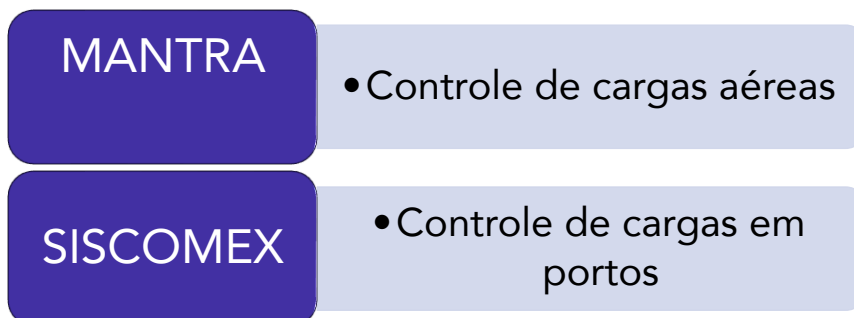 MANTRA
•Controle de cargas aéreas
SISCOMEX
•Controle de cargas em
portos